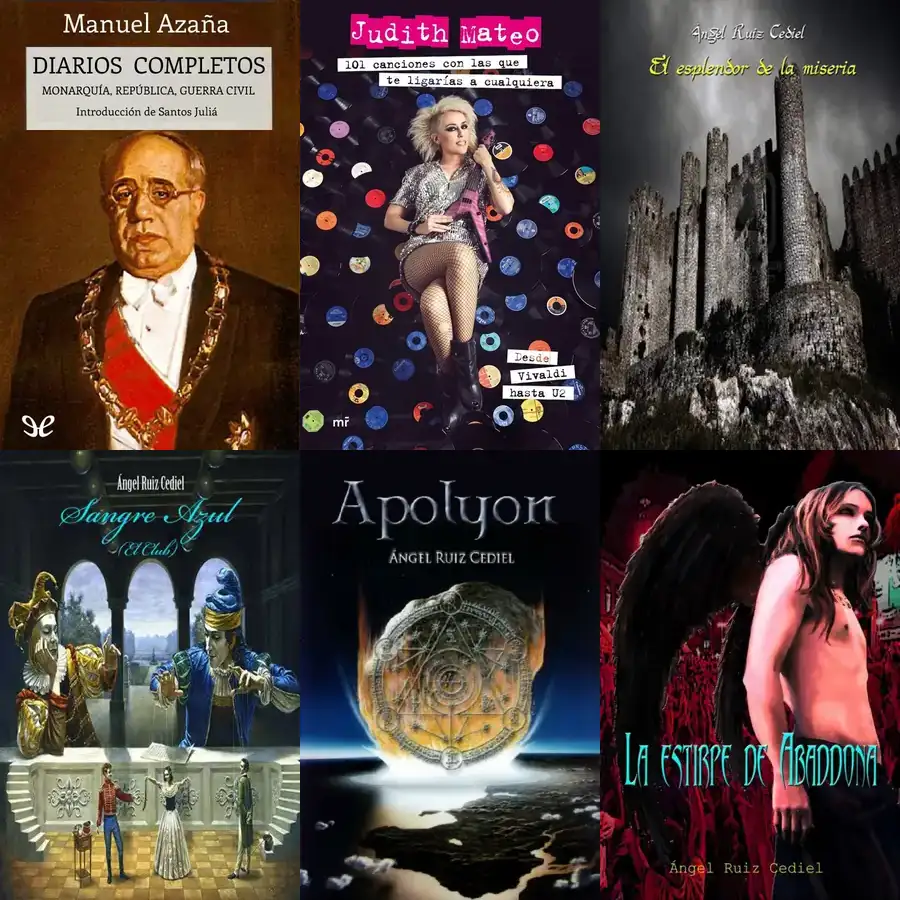 Manuel Azaña
DIARIOS COMPLETOS
MONARQUÍA, REPÚBLICA, GUERRA CIVIL
Introducción de Santos Juliá
Judith Mateo
101 canciones con las que
te ligarías a cualquiera
Desde
Vivaldi
hasta U2
mr
Ángel Ruiz Cediel
El esplendor de la miseria
Ángel Ruiz Cediel
Sangre Azul
(El Club)
Apolyon
ÁNGEL RUIZ CEDIEL
LA ESTIRPE DE ABADDONA
Ángel Ruiz Cediel